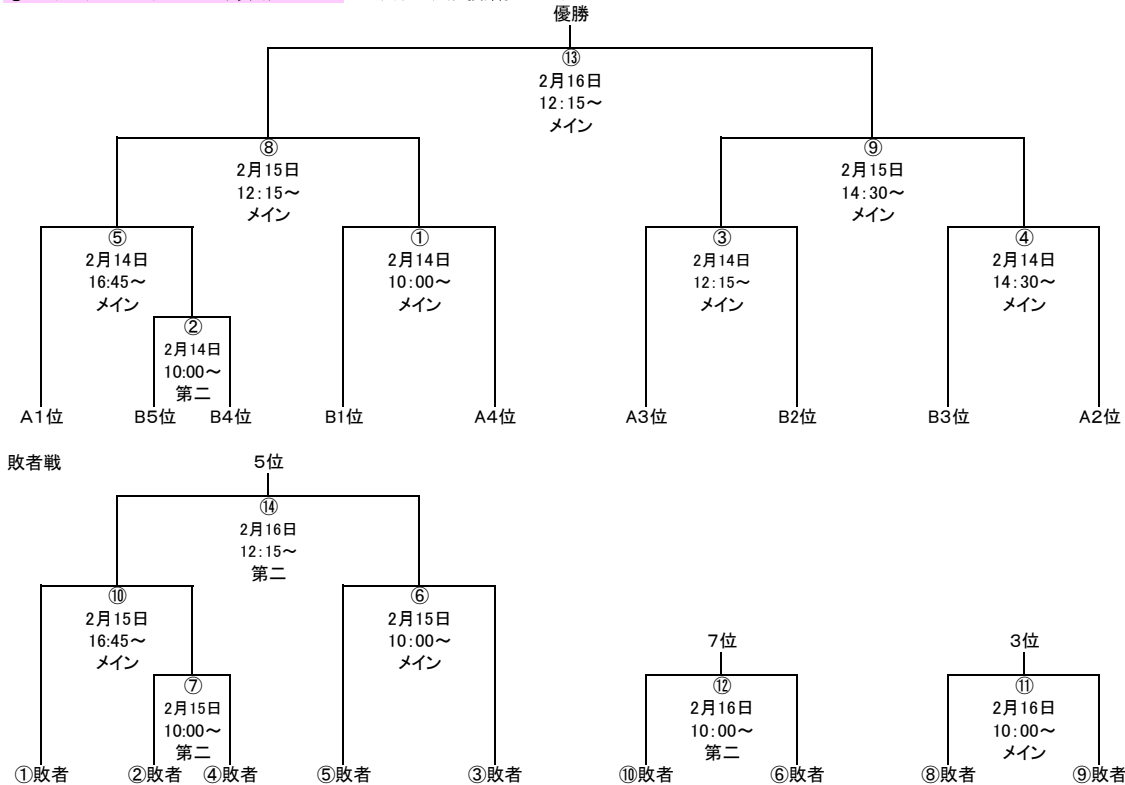 優勝
⑬
2月16日
12:15～
メイン
⑧
2月15日
12:15～
メイン
⑨
2月15日
14:30～
メイン
⑤
2月14日
16:45～
メイン
①
2月14日
10:00～
メイン
③
2月14日
12:15～
メイン
④
2月14日
14:30～
メイン
②
2月14日
10:00～
第二
A1位 B5位 B4位 B1位 A4位 A3位 B2位 B3位 A2位
敗者戦
5位
⑭
2月16日
12:15～
第二
⑩
2月15日
16:45～
メイン
⑥
2月15日
10:00～
メイン
⑦
2月15日
10:00～
第二
7位
⑫
2月16日
10:00～
第二
3位
⑪
2月16日
10:00～
メイン
①敗者 ②敗者 ④敗者 ⑤敗者 ③敗者 ⑩敗者 ⑥敗者 ⑧敗者 ⑨敗者